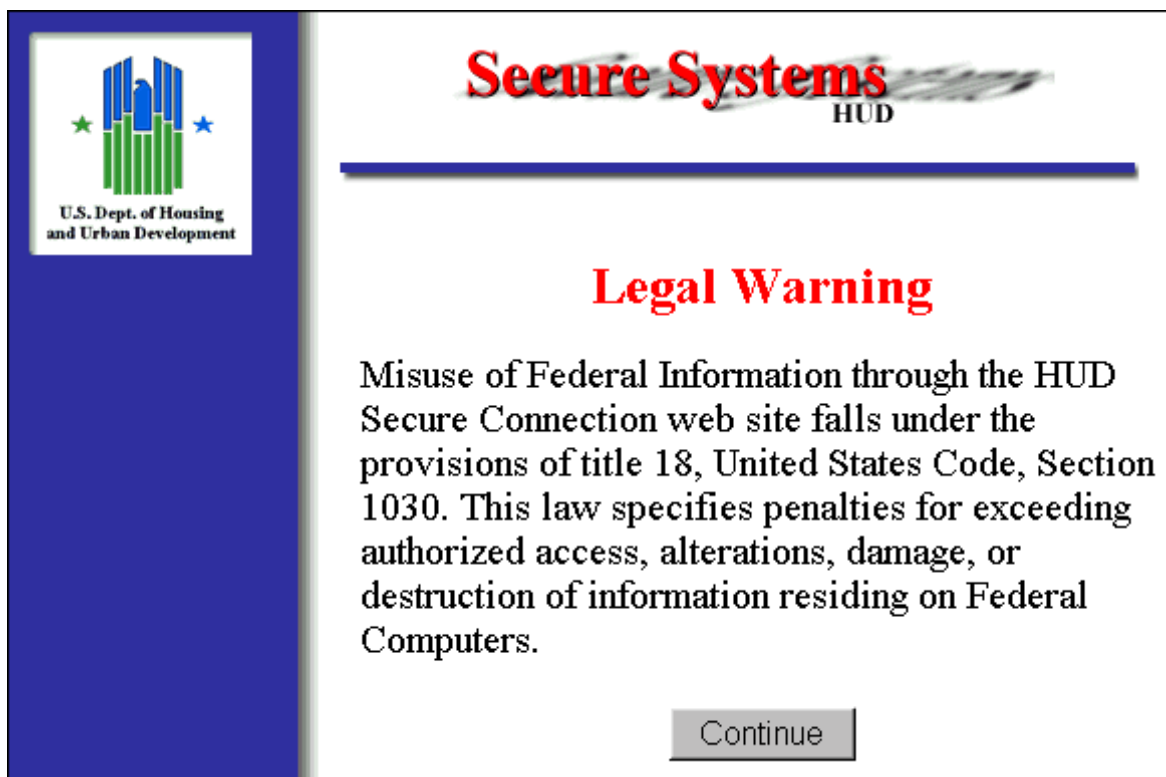 U.S. Dept. of Housing
and Urban Development
Secure Systems
HUD
Legal Warning
Misuse of Federal Information through the HUD
Secure Connection web site falls under the
provisions of title 18, United States Code, Section
1030. This law specifies penalties for exceeding
authorized access, alterations, damage, or
destruction of information residing on Federal
Computers.
Continue